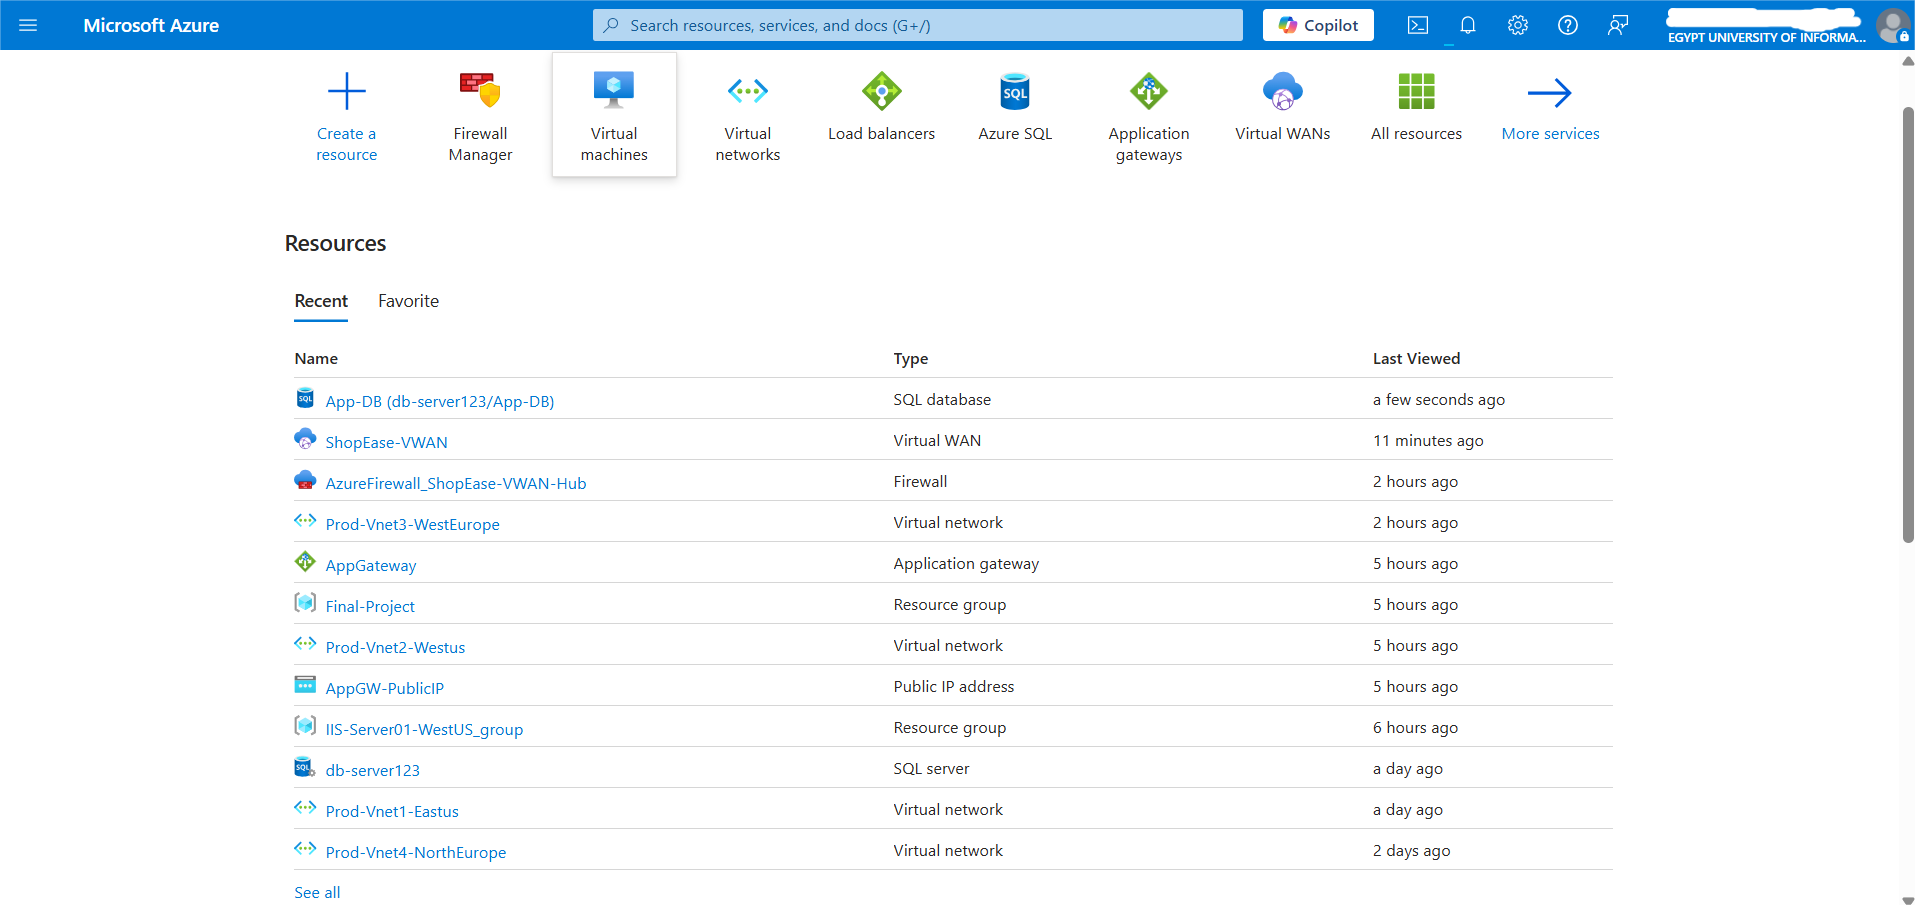 Microsoft Azure
Search resources, services, and docs (G+/)
Copilot
EGYPT UNIVERSITY OF INFORMA...
Create a resource
Firewall Manager
Virtual machines
Virtual networks
Load balancers
Azure SQL
SQL
Application gateways
Virtual WANs
All resources
More services
Resources
Recent Favorite
Name Type Last Viewed
SQL App-DB (db-server123/App-DB) SQL database a few seconds ago
ShopEase-VWAN Virtual WAN 11 minutes ago
AzureFirewall_ShopEase-VWAN-Hub Firewall 2 hours ago
Prod-Vnet3-WestEurope Virtual network 2 hours ago
AppGateway Application gateway 5 hours ago
Final-Project Resource group 5 hours ago
Prod-Vnet2-Westus Virtual network 5 hours ago
AppGW-PublicIP Public IP address 5 hours ago
IIS-Server01-WestUS_group Resource group 6 hours ago
SQL db-server123 SQL server a day ago
Prod-Vnet1-Eastus Virtual network a day ago
Prod-Vnet4-NorthEurope Virtual network 2 days ago
See all